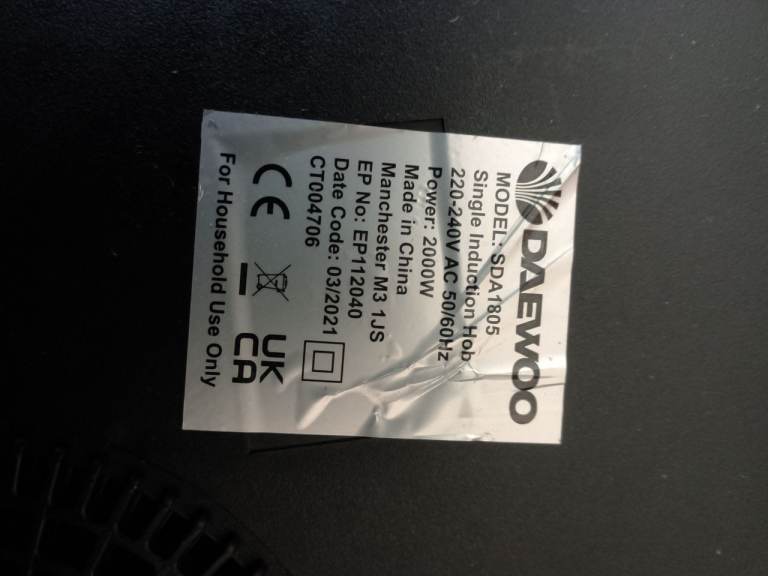 DAEWOO
MODEL: SDA1805
Single Induction Hob
220-240V AC 50/60Hz
Power: 2000W
Made in China
Manchester M3 1JS
EP No: EP112040
Date Code: 03/2021
CT004706
CE
UK
CA
For Household Use Only